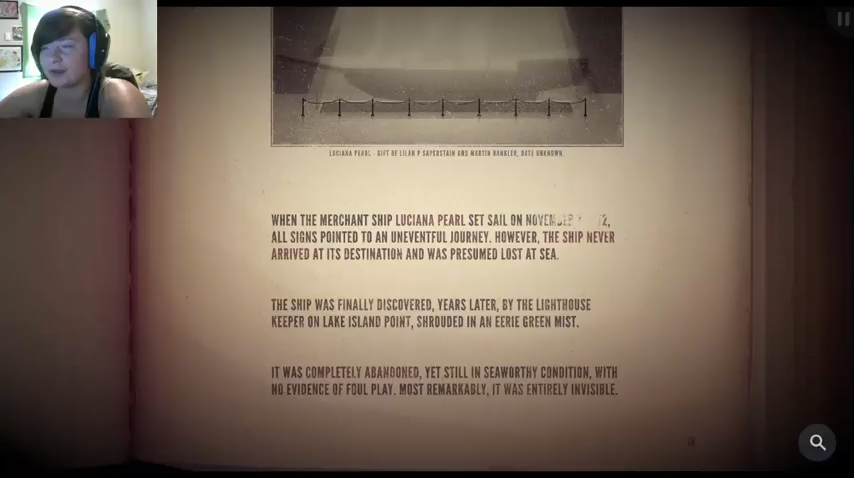 LUCIANA PEARL - GIFT OF LILAN P SAPERSTAIN AND MARTIN HANKLER, DATE UNKNOWN.
WHEN THE MERCHANT SHIP LUCIANA PEARL SET SAIL ON NOVEMBER
ALL SIGNS POINTED TO AN UNEVENTFUL JOURNEY. HOWEVER, THE SHIP NEVER
ARRIVED AT ITS DESTINATION AND WAS PRESUMED LOST AT SEA.
THE SHIP WAS FINALLY DISCOVERED, YEARS LATER, BY THE LIGHTHOUSE
KEEPER ON LAKE ISLAND POINT, SHROUDED IN AN EERIE GREEN MIST.
IT WAS COMPLETELY ABANDONED, YET STILL IN SEAWORTHY CONDITION, WITH
NO EVIDENCE OF FOUL PLAY. MOST REMARKABLY, IT WAS ENTIRELY INVISIBLE.